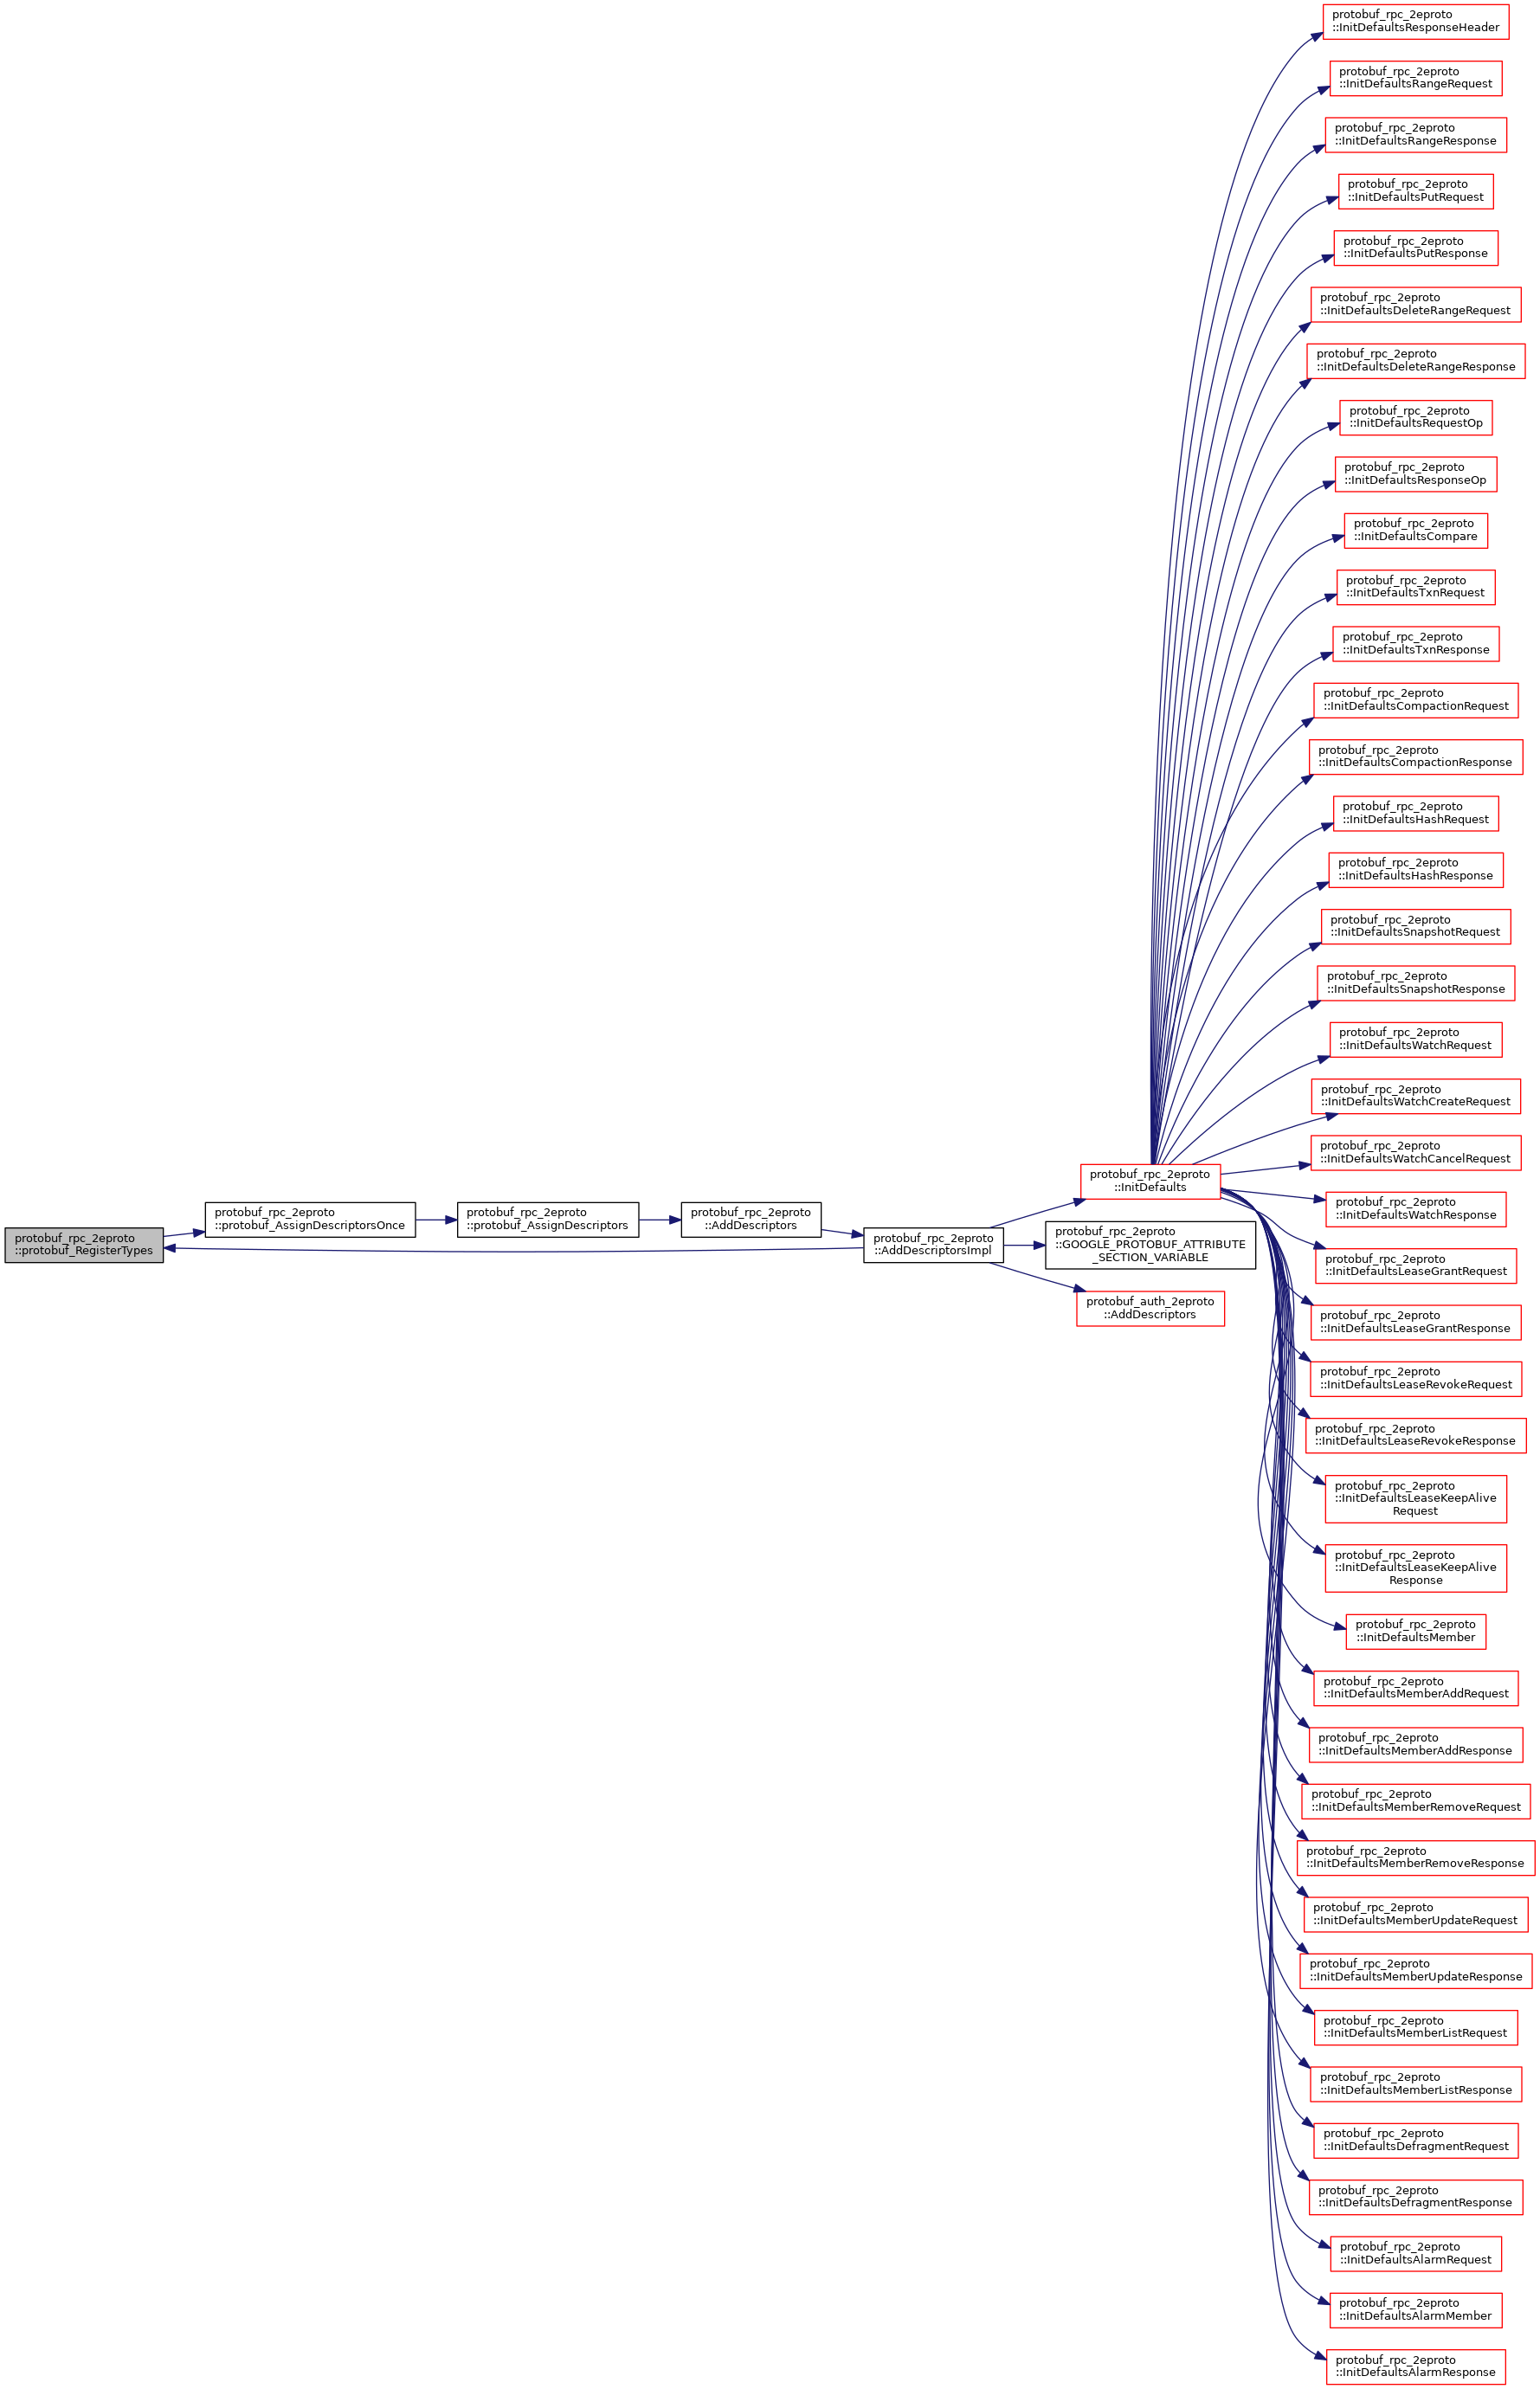 protobuf_rpc_2eproto
::protobuf_RegisterTypes
protobuf_rpc_2eproto
::protobuf_AssignDescriptorsOnce
protobuf_rpc_2eproto
::protobuf_AssignDescriptors
protobuf_rpc_2eproto
::AddDescriptors
protobuf_rpc_2eproto
::AddDescriptorsImpl
protobuf_rpc_2eproto
::InitDefaults
protobuf_rpc_2eproto
::GOOGLE_PROTOBUF_ATTRIBUTE
_SECTION_VARIABLE
protobuf_auth_2eproto
::AddDescriptors
protobuf_rpc_2eproto
::InitDefaultsResponseHeader
protobuf_rpc_2eproto
::InitDefaultsRangeRequest
protobuf_rpc_2eproto
::InitDefaultsRangeResponse
protobuf_rpc_2eproto
::InitDefaultsPutRequest
protobuf_rpc_2eproto
::InitDefaultsPutResponse
protobuf_rpc_2eproto
::InitDefaultsDeleteRangeRequest
protobuf_rpc_2eproto
::InitDefaultsDeleteRangeResponse
protobuf_rpc_2eproto
::InitDefaultsRequestOp
protobuf_rpc_2eproto
::InitDefaultsResponseOp
protobuf_rpc_2eproto
::InitDefaultsCompare
protobuf_rpc_2eproto
::InitDefaultsTxnRequest
protobuf_rpc_2eproto
::InitDefaultsTxnResponse
protobuf_rpc_2eproto
::InitDefaultsCompactionRequest
protobuf_rpc_2eproto
::InitDefaultsCompactionResponse
protobuf_rpc_2eproto
::InitDefaultsHashRequest
protobuf_rpc_2eproto
::InitDefaultsHashResponse
protobuf_rpc_2eproto
::InitDefaultsSnapshotRequest
protobuf_rpc_2eproto
::InitDefaultsSnapshotResponse
protobuf_rpc_2eproto
::InitDefaultsWatchRequest
protobuf_rpc_2eproto
::InitDefaultsWatchCreateRequest
protobuf_rpc_2eproto
::InitDefaultsWatchCancelRequest
protobuf_rpc_2eproto
::InitDefaultsWatchResponse
protobuf_rpc_2eproto
::InitDefaultsLeaseGrantRequest
protobuf_rpc_2eproto
::InitDefaultsLeaseGrantResponse
protobuf_rpc_2eproto
::InitDefaultsLeaseRevokeRequest
protobuf_rpc_2eproto
::InitDefaultsLeaseRevokeResponse
protobuf_rpc_2eproto
::InitDefaultsLeaseKeepAlive
Request
protobuf_rpc_2eproto
::InitDefaultsLeaseKeepAlive
Response
protobuf_rpc_2eproto
::InitDefaultsMember
protobuf_rpc_2eproto
::InitDefaultsMemberAddRequest
protobuf_rpc_2eproto
::InitDefaultsMemberAddResponse
protobuf_rpc_2eproto
::InitDefaultsMemberRemoveRequest
protobuf_rpc_2eproto
::InitDefaultsMemberRemoveResponse
protobuf_rpc_2eproto
::InitDefaultsMemberUpdateRequest
protobuf_rpc_2eproto
::InitDefaultsMemberUpdateResponse
protobuf_rpc_2eproto
::InitDefaultsMemberListRequest
protobuf_rpc_2eproto
::InitDefaultsMemberListResponse
protobuf_rpc_2eproto
::InitDefaultsDefragmentRequest
protobuf_rpc_2eproto
::InitDefaultsDefragmentResponse
protobuf_rpc_2eproto
::InitDefaultsAlarmRequest
protobuf_rpc_2eproto
::InitDefaultsAlarmMember
protobuf_rpc_2eproto
::InitDefaultsAlarmResponse